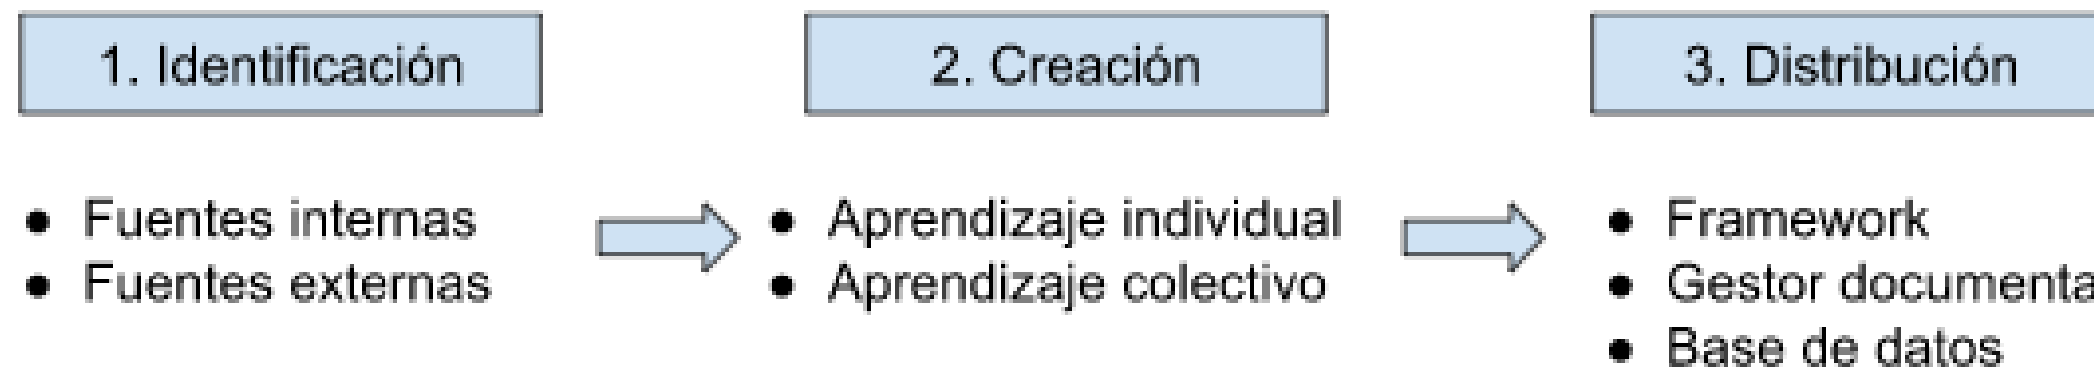 1. Identificación
● Fuentes internas
● Fuentes externas
2. Creación
● Aprendizaje individual
● Aprendizaje colectivo
3. Distribución
● Framework
● Gestor documenta
● Base de datos